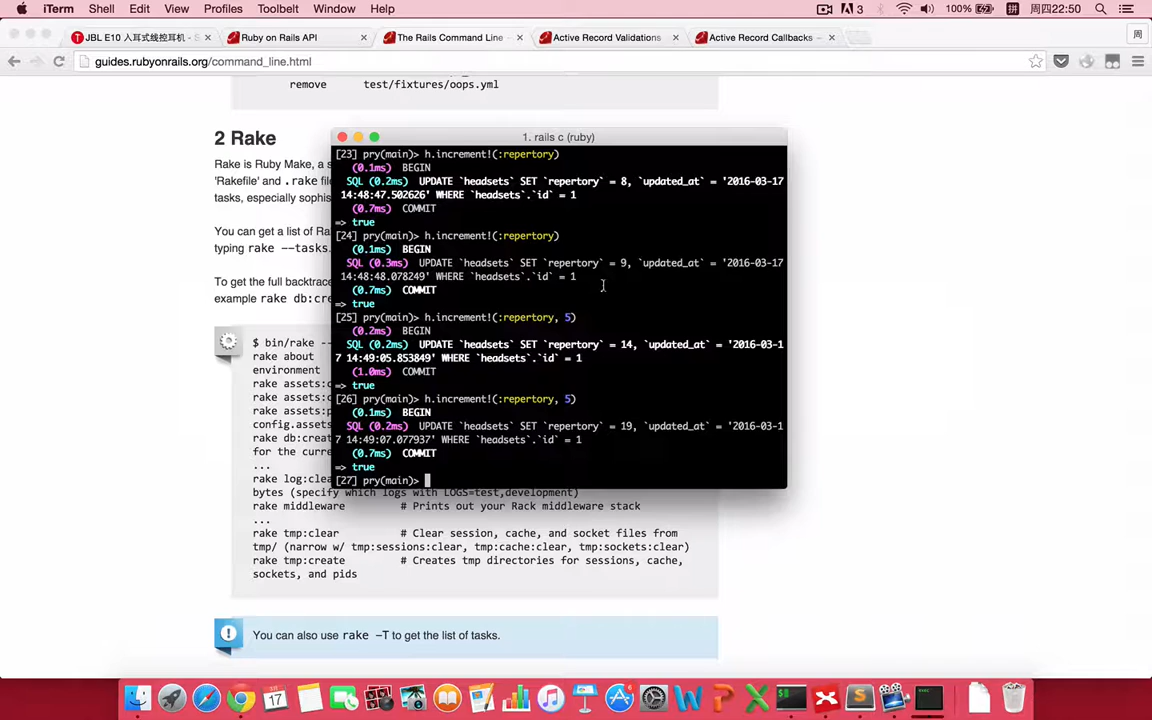 iTerm Shell Edit View Profiles Toolbelt Window Help
3 100% 拼 周四22:50
JBL E10 入耳式线控耳机 - S
Ruby on Rails API
The Rails Command Line
Active Record Validations
Active Record Callbacks
周
guides.rubyonrails.org/command_line.html
remove test/fixtures/oops.yml
2 Rake
Rake is Ruby Make, a s
'Rakefile' and .rake file
tasks, especially sophis
You can get a list of Ra
typing rake --tasks.
To get the full backtrace
example rake db:cre
$ bin/rake --
rake about
environment
rake assets:c
rake assets:c
rake assets:p
config.assets
rake db:creat
for the curre
...
rake log:clea
bytes (specify which logs with LOGS=test,development)
rake middleware # Prints out your Rack middleware stack
...
rake tmp:clear # Clear session, cache, and socket files from
tmp/ (narrow w/ tmp:sessions:clear, tmp:cache:clear, tmp:sockets:clear)
rake tmp:create # Creates tmp directories for sessions, cache,
sockets, and pids
You can also use rake -T to get the list of tasks.
1. rails c (ruby)
[23] pry(main)> h.increment!(:repertory)
(0.1ms) BEGIN
SQL (0.2ms) UPDATE `headsets` SET `repertory` = 8, `updated_at` = '2016-03-17
14:48:47.502626' WHERE `headsets`.`id` = 1
(0.7ms) COMMIT
=> true
[24] pry(main)> h.increment!(:repertory)
(0.1ms) BEGIN
SQL (0.3ms) UPDATE `headsets` SET `repertory` = 9, `updated_at` = '2016-03-17
14:48:48.078249' WHERE `headsets`.`id` = 1
(0.7ms) COMMIT
=> true
[25] pry(main)> h.increment!(:repertory, 5)
(0.2ms) BEGIN
SQL (0.2ms) UPDATE `headsets` SET `repertory` = 14, `updated_at` = '2016-03-1
7 14:49:05.853849' WHERE `headsets`.`id` = 1
(1.0ms) COMMIT
=> true
[26] pry(main)> h.increment!(:repertory, 5)
(0.1ms) BEGIN
SQL (0.2ms) UPDATE `headsets` SET `repertory` = 19, `updated_at` = '2016-03-1
7 14:49:07.077937' WHERE `headsets`.`id` = 1
(0.7ms) COMMIT
=> true
[27] pry(main)>
17